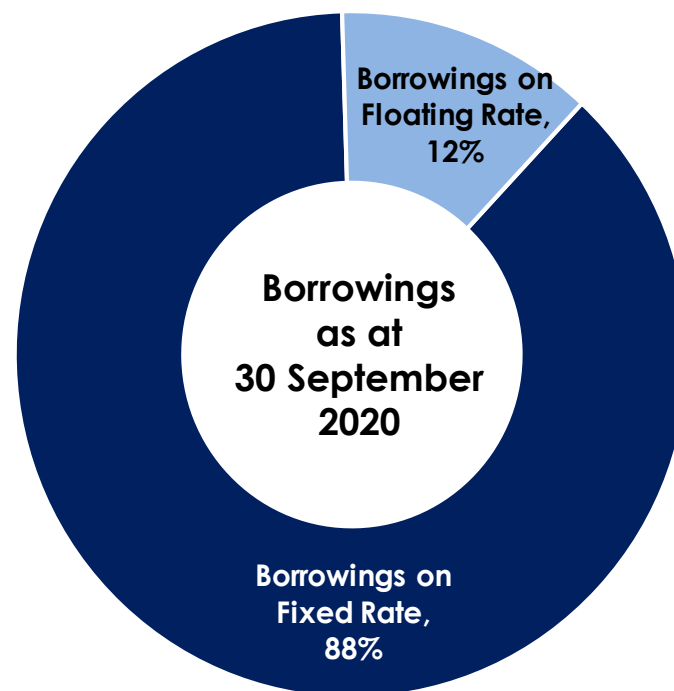 Borrowings on
Floating Rate,
12%
Borrowings
as at
30 September
2020
Borrowings on
Fixed Rate,
88%